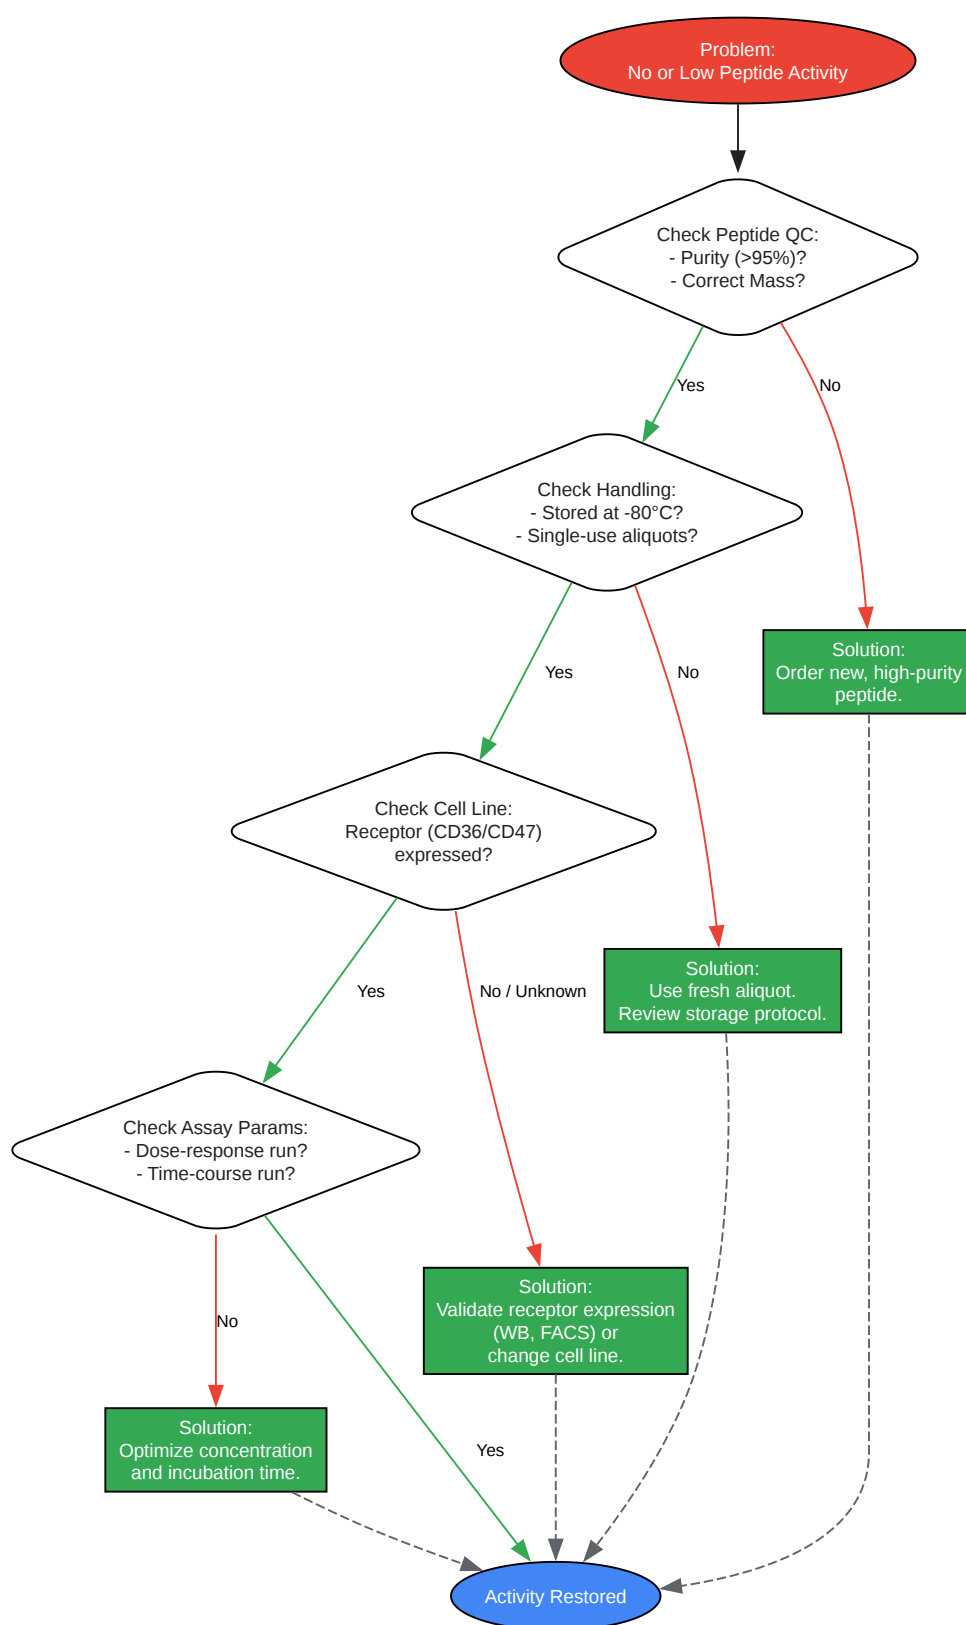 Problem:
No or Low Peptide Activity
Check Peptide QC:
- Purity (>95%)?
- Correct Mass?
Yes
No
Check Handling:
- Stored at -80°C?
- Single-use aliquots?
Yes
No
Solution:
Order new, high-purity
peptide.
Check Cell Line:
Receptor (CD36/CD47)
expressed?
Yes
No / Unknown
Solution:
Use fresh aliquot.
Review storage protocol.
Check Assay Params:
- Dose-response run?
- Time-course run?
No
Yes
Solution:
Validate receptor expression
(WB, FACS) or
change cell line.
Solution:
Optimize concentration
and incubation time.
Activity Restored